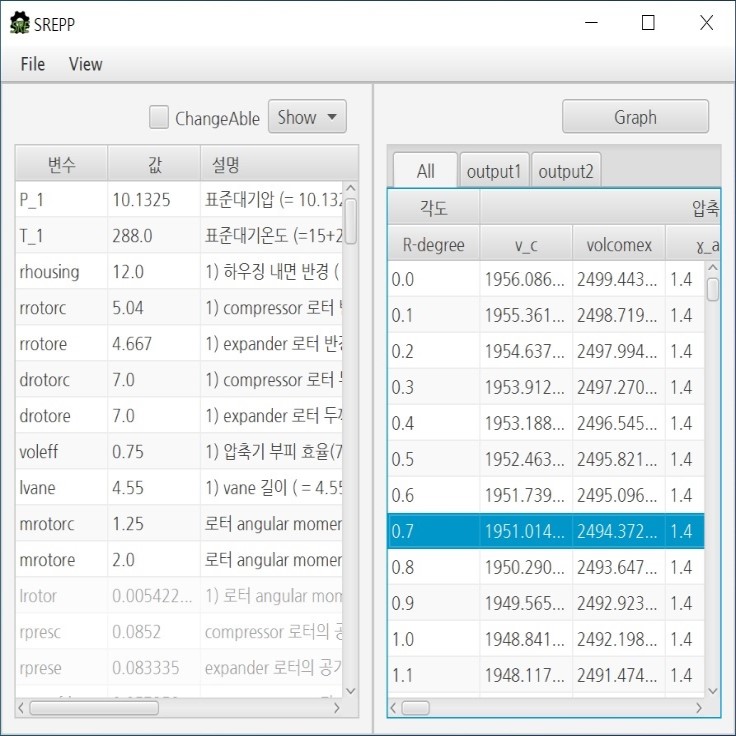 SREPP
File View
ChangeAble Show
변수 값 설명
P_1 10.1325 표준대기압 (= 10.132
T_1 288.0 표준대기온도 (=15+2
rhousing 12.0 1) 하우징 내면 반경 (
rrotorc 5.04 1) compressor 로터
rrotore 4.667 1) expander 로터 반경
drotorc 7.0 1) compressor 로터
drotore 7.0 1) expander 로터 두께
voleff 0.75 1) 압축기 부피 효율(7
lvane 4.55 1) vane 길이 ( = 4.55
mrotorc 1.25 로터 angular momen
mrotore 2.0 로터 angular momen
lrotor 0.005422... 1) 로터 angular mom
rpresc 0.0852 compressor 로터의 공
rprese 0.083335 expander 로터의 공기
Graph
All output1 output2
각도 압축
R-degree v_c volcomex ɣ_a
0.0 1956.086... 2499.443... 1.4
0.1 1955.361... 2498.719... 1.4
0.2 1954.637... 2497.994... 1.4
0.3 1953.912... 2497.270... 1.4
0.4 1953.188... 2496.545... 1.4
0.5 1952.463... 2495.821... 1.4
0.6 1951.739... 2495.096... 1.4
0.7 1951.014... 2494.372... 1.4
0.8 1950.290... 2493.647... 1.4
0.9 1949.565... 2492.923... 1.4
1.0 1948.841... 2492.198... 1.4
1.1 1948.117... 2491.474... 1.4